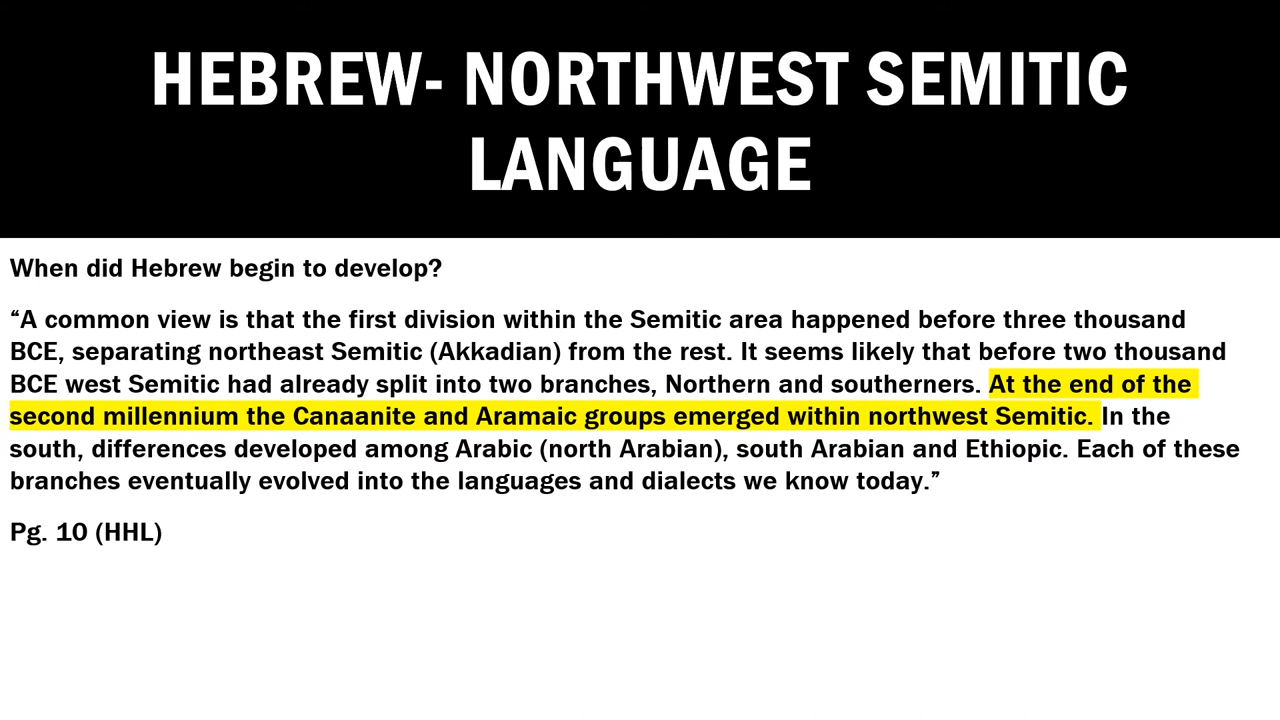 HEBREW- NORTHWEST SEMITIC
LANGUAGE
When did Hebrew begin to develop?
“A common view is that the first division within the Semitic area happened before three thousand
BCE, separating northeast Semitic (Akkadian) from the rest. It seems likely that before two thousand
BCE west Semitic had already split into two branches, Northern and southerners. At the end of the
second millennium the Canaanite and Aramaic groups emerged within northwest Semitic. In the
south, differences developed among Arabic (north Arabian), south Arabian and Ethiopic. Each of these
branches eventually evolved into the languages and dialects we know today.”
Pg. 10 (HHL)